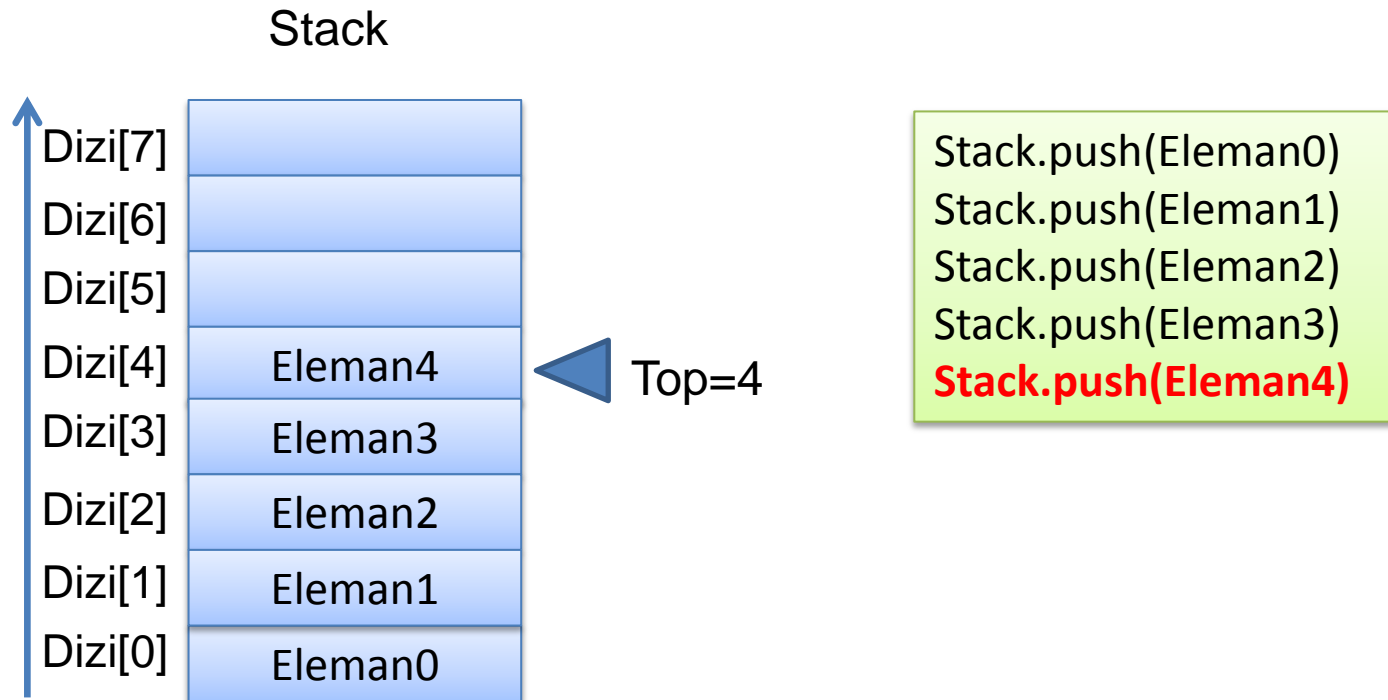 Stack
Dizi[7]
Dizi[6]
Dizi[5]
Dizi[4] Eleman4 Top=4
Dizi[3] Eleman3
Dizi[2] Eleman2
Dizi[1] Eleman1
Dizi[0] Eleman0
Stack.push(Eleman0)
Stack.push(Eleman1)
Stack.push(Eleman2)
Stack.push(Eleman3)
Stack.push(Eleman4)